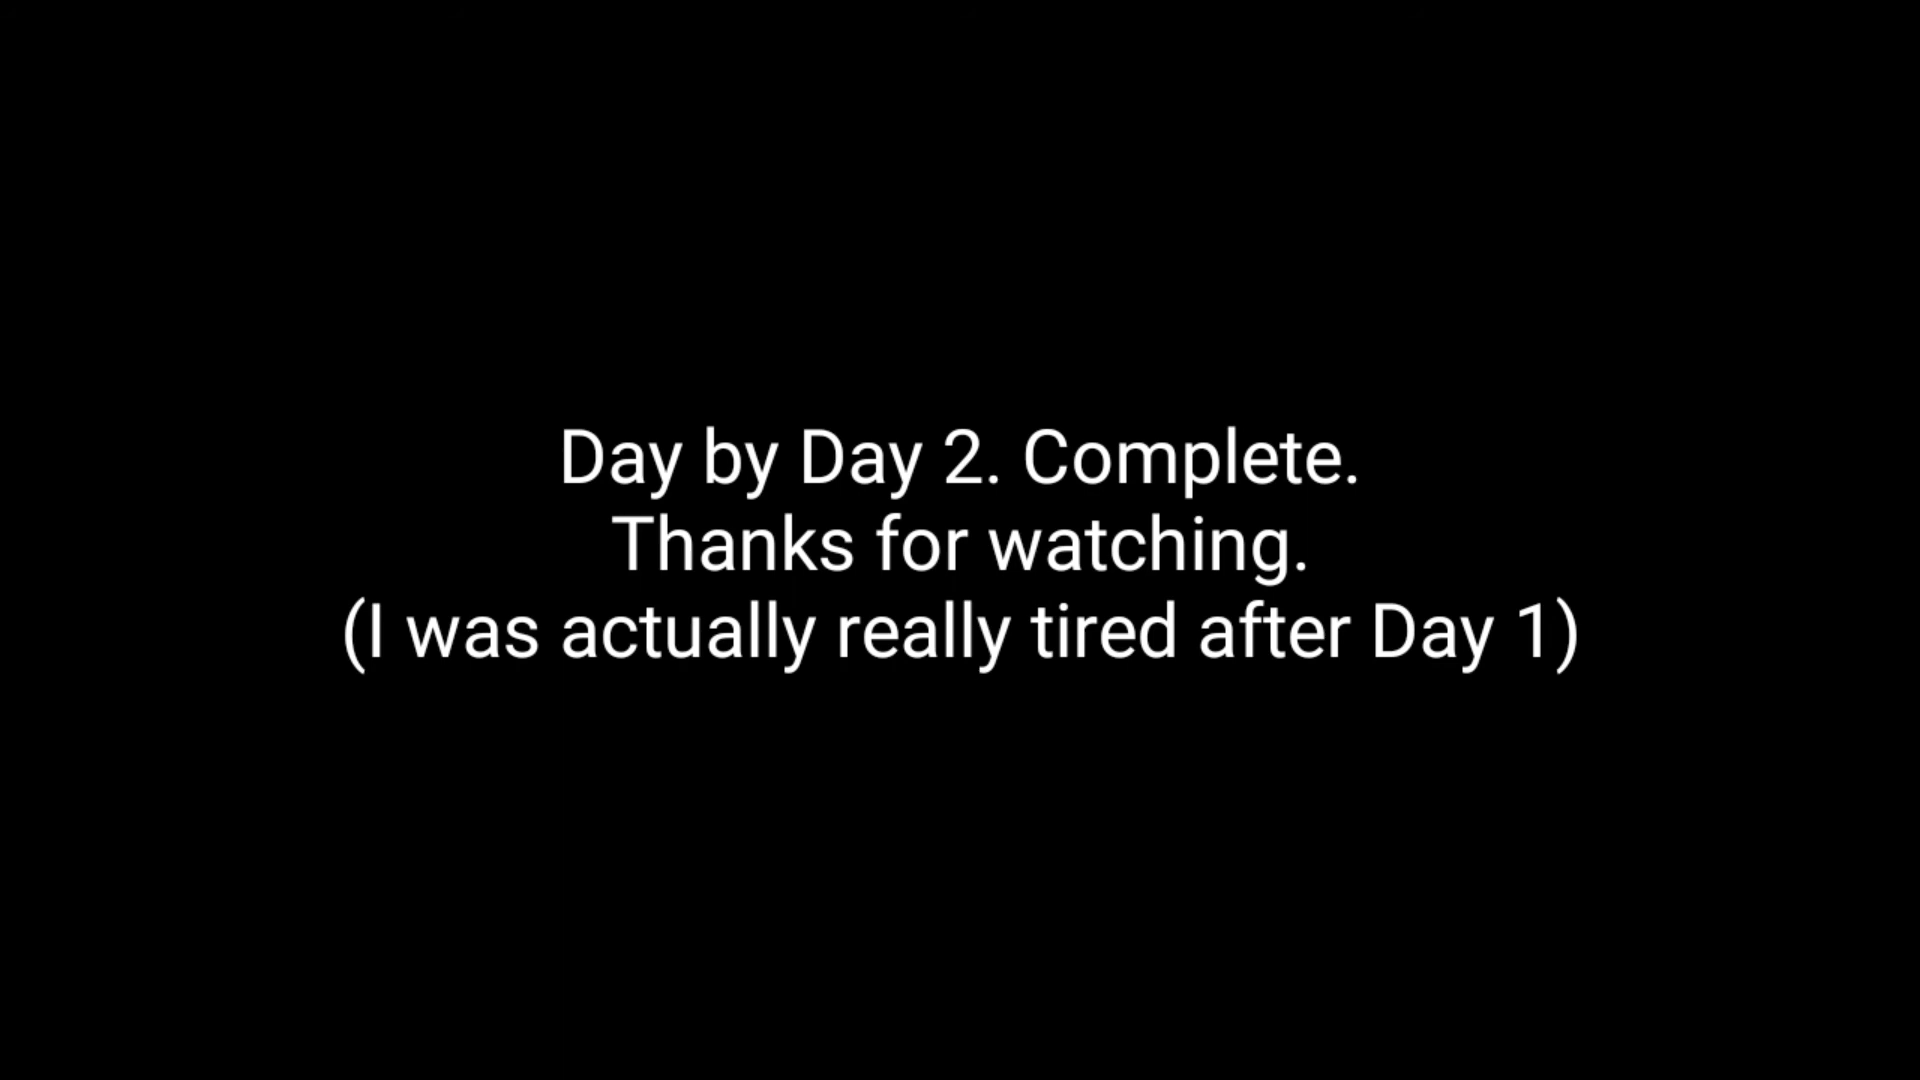 Day by Day 2. Complete.
Thanks for watching.
(I was actually really tired after Day 1)